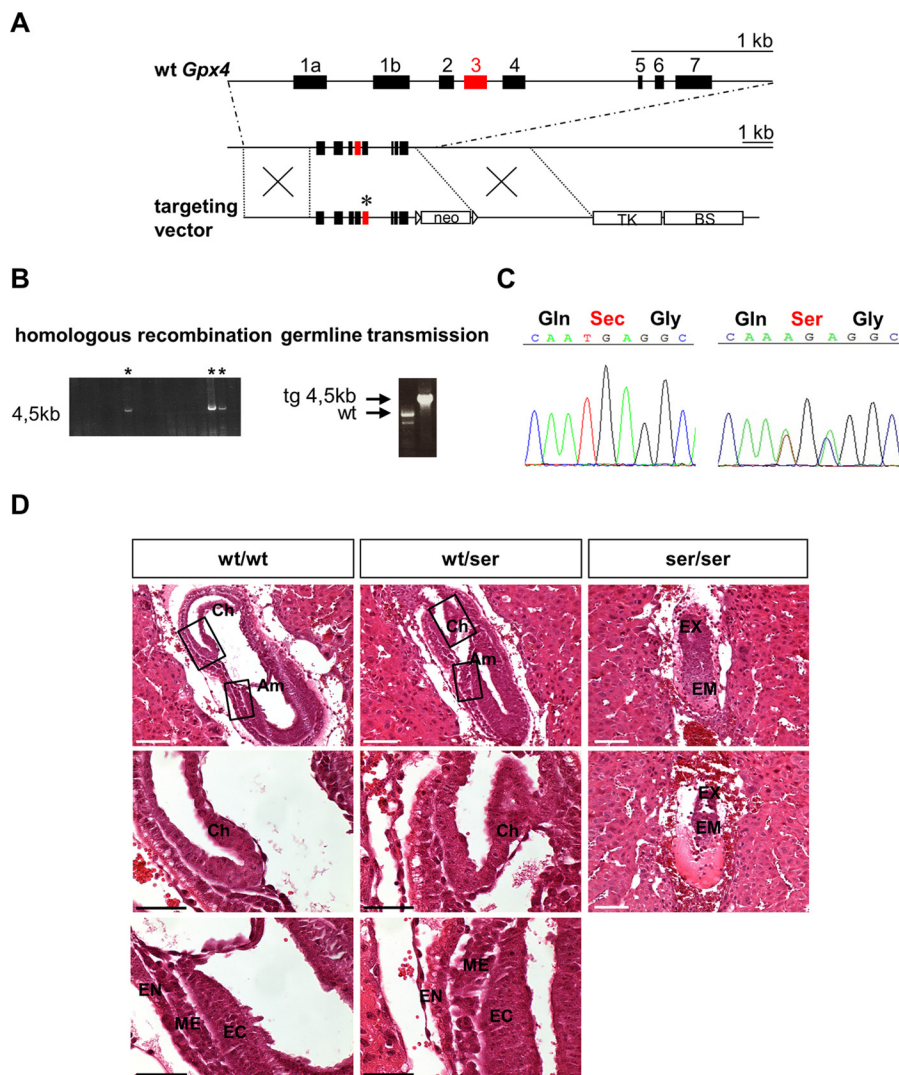 A
1 kb
wt Gpx4
1a 1b 2 3 4 5 6 7
1 kb
targeting
vector
*
neo
TK
BS
B
homologous recombination
* * *
4,5kb
germline transmission
tg 4,5kb
wt
C
Gln Sec Gly
C A A T G A G G C
Gln Ser Gly
C A A A G A G G C
D
wt/wt
wt/ser
ser/ser
Ch
Am
Ch
Am
EX
EM
Ch
Ch
EX
EM
EN
ME
EC
EN
ME
EC